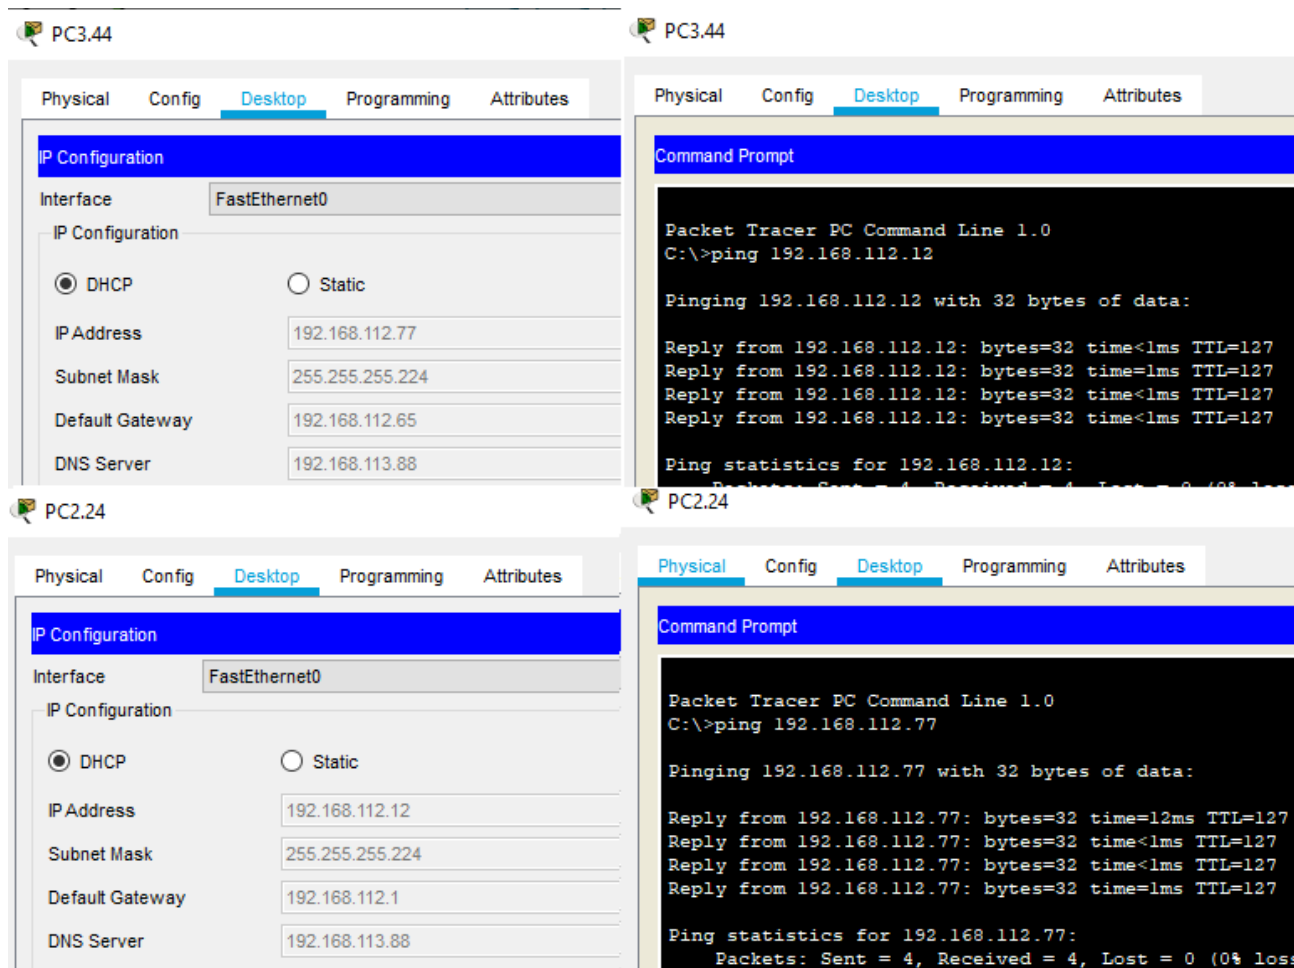 PC3.44
Physical Config Desktop Programming Attributes
IP Configuration
Interface FastEthernet0
IP Configuration
DHCP Static
IP Address 192.168.112.77
Subnet Mask 255.255.255.224
Default Gateway 192.168.112.65
DNS Server 192.168.113.88
PC3.44
Physical Config Desktop Programming Attributes
Command Prompt
Packet Tracer PC Command Line 1.0
C:\>ping 192.168.112.12
Pinging 192.168.112.12 with 32 bytes of data:
Reply from 192.168.112.12: bytes=32 time<1ms TTL=127
Reply from 192.168.112.12: bytes=32 time=1ms TTL=127
Reply from 192.168.112.12: bytes=32 time<1ms TTL=127
Reply from 192.168.112.12: bytes=32 time<1ms TTL=127
Ping statistics for 192.168.112.12:
Packets: Sent = 4, Received = 4, Lost = 0 (0% loss
PC2.24
Physical Config Desktop Programming Attributes
IP Configuration
Interface FastEthernet0
IP Configuration
DHCP Static
IP Address 192.168.112.12
Subnet Mask 255.255.255.224
Default Gateway 192.168.112.1
DNS Server 192.168.113.88
PC2.24
Physical Config Desktop Programming Attributes
Command Prompt
Packet Tracer PC Command Line 1.0
C:\>ping 192.168.112.77
Pinging 192.168.112.77 with 32 bytes of data:
Reply from 192.168.112.77: bytes=32 time=12ms TTL=127
Reply from 192.168.112.77: bytes=32 time<1ms TTL=127
Reply from 192.168.112.77: bytes=32 time<1ms TTL=127
Reply from 192.168.112.77: bytes=32 time=1ms TTL=127
Ping statistics for 192.168.112.77:
Packets: Sent = 4, Received = 4, Lost = 0 (0% loss